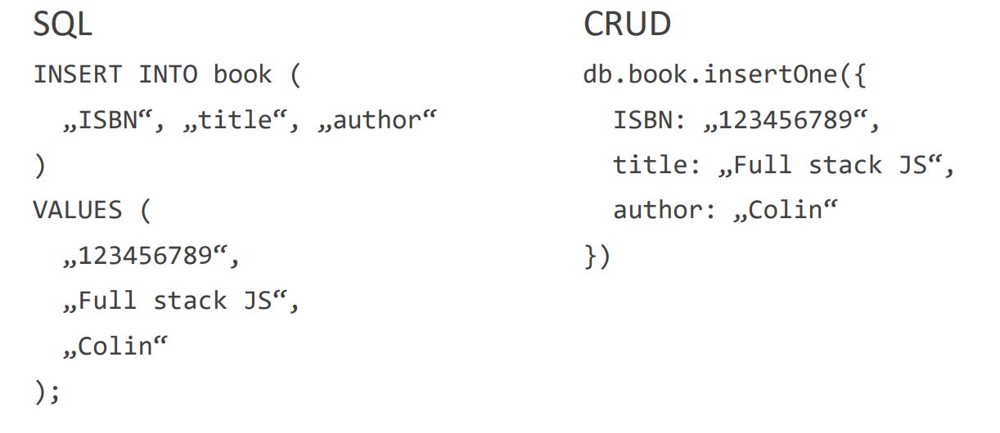 SQL
INSERT INTO book (
„ISBN“, „title“, „author“
)
VALUES (
„123456789“,
„Full stack JS“,
„Colin“
);
CRUD
db.book.insertOne({
ISBN: „123456789“,
title: „Full stack JS“,
author: „Colin“
})